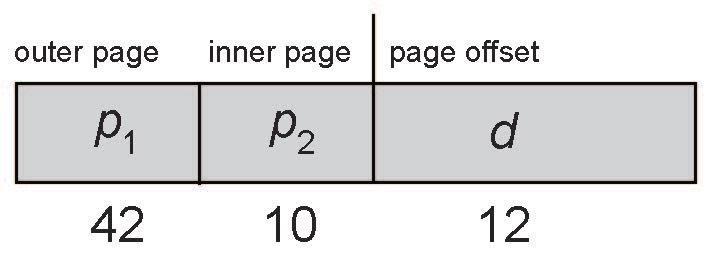 outer page inner page page offset
p₁ p₂ d
42 10 12